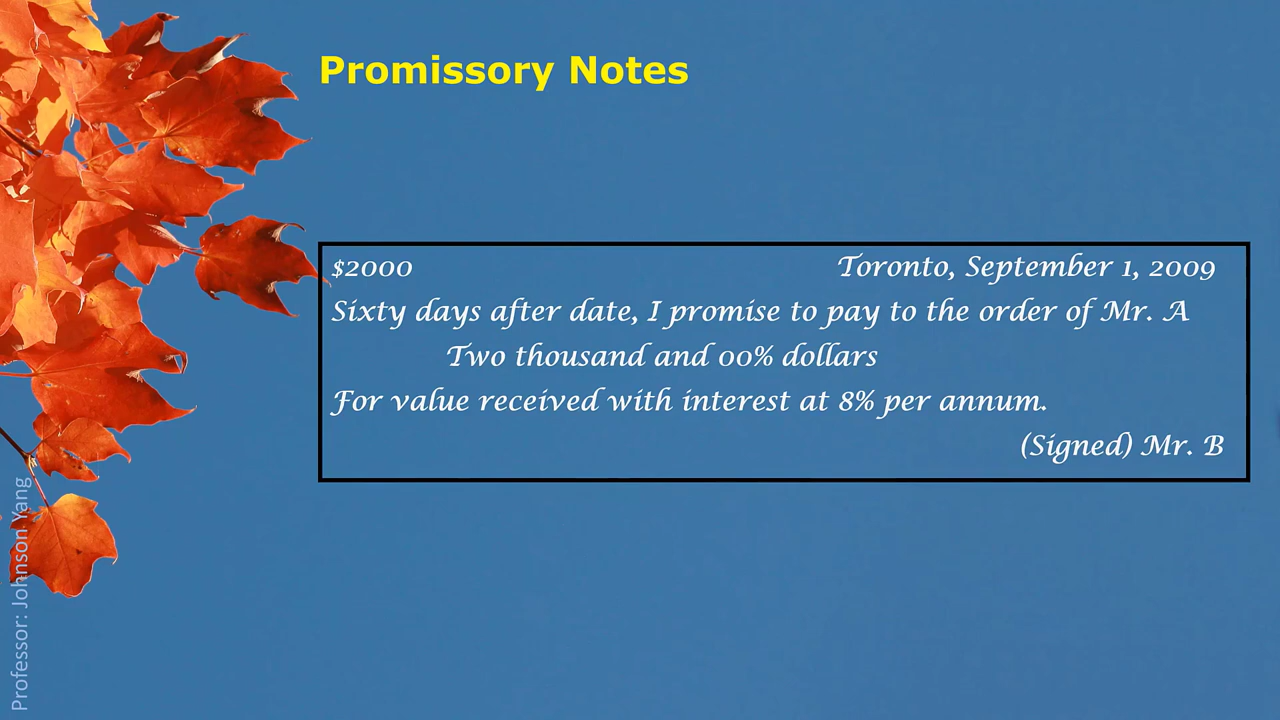 Promissory Notes
$2000 Toronto, September 1, 2009
Sixty days after date, I promise to pay to the order of Mr. A
Two thousand and 00% dollars
For value received with interest at 8% per annum.
(Signed) Mr. B
Professor: Johnson Yang